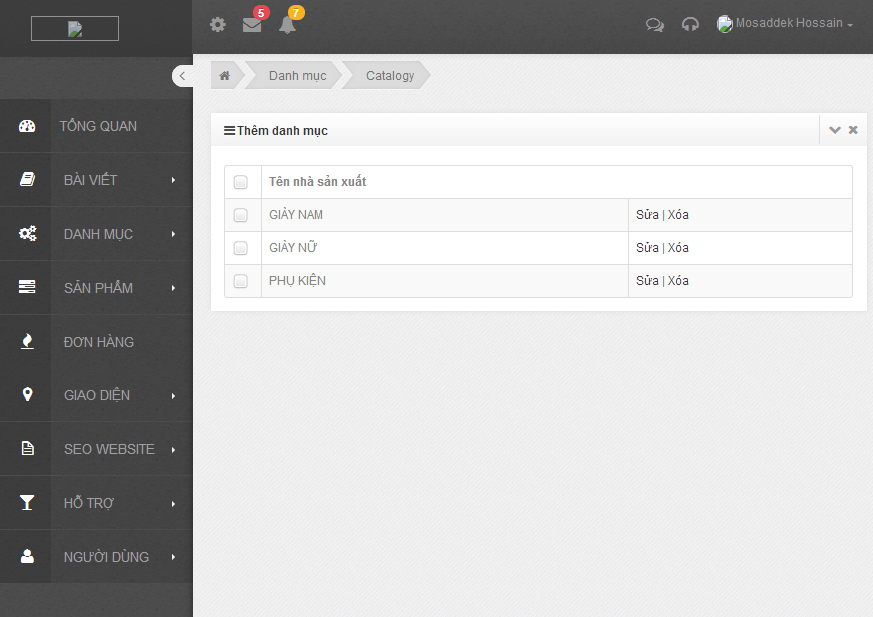 5
7
Mosaddek Hossain
Danh mục
Catalogy
TỔNG QUAN
BÀI VIẾT
DANH MỤC
SẢN PHẨM
ĐƠN HÀNG
GIAO DIỆN
SEO WEBSITE
HỖ TRỢ
NGƯỜI DÙNG
Thêm danh mục
Tên nhà sản xuất
GIÀY NAM
Sửa | Xóa
GIÀY NỮ
Sửa | Xóa
PHỤ KIỆN
Sửa | Xóa